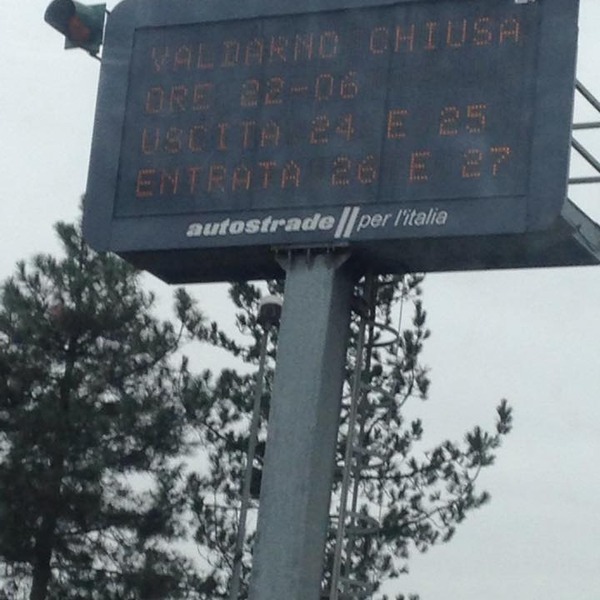 VALDARNO CHIUSA
ORE 22-06
USCITA 24 E 25
ENTRATA 26 E 27
autostrade // per l'italia